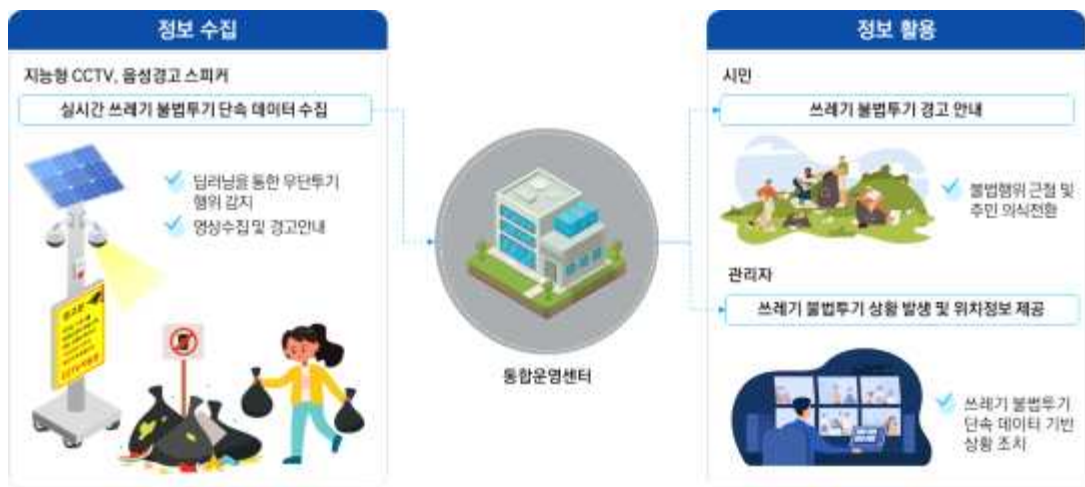 정보 수집
지능형 CCTV, 음성경고 스피커
실시간 쓰레기 불법투기 단속 데이터 수집
딥러닝을 통한 무단투기
행위 감지
영상수집 및 경고안내
통합운영센터
정보 활용
시민
쓰레기 불법투기 경고 안내
불법행위 근절 및
주민 의식전환
관리자
쓰레기 불법투기 상황 발생 및 위치정보 제공
쓰레기 불법투기
단속 데이터 기반
상황 조치